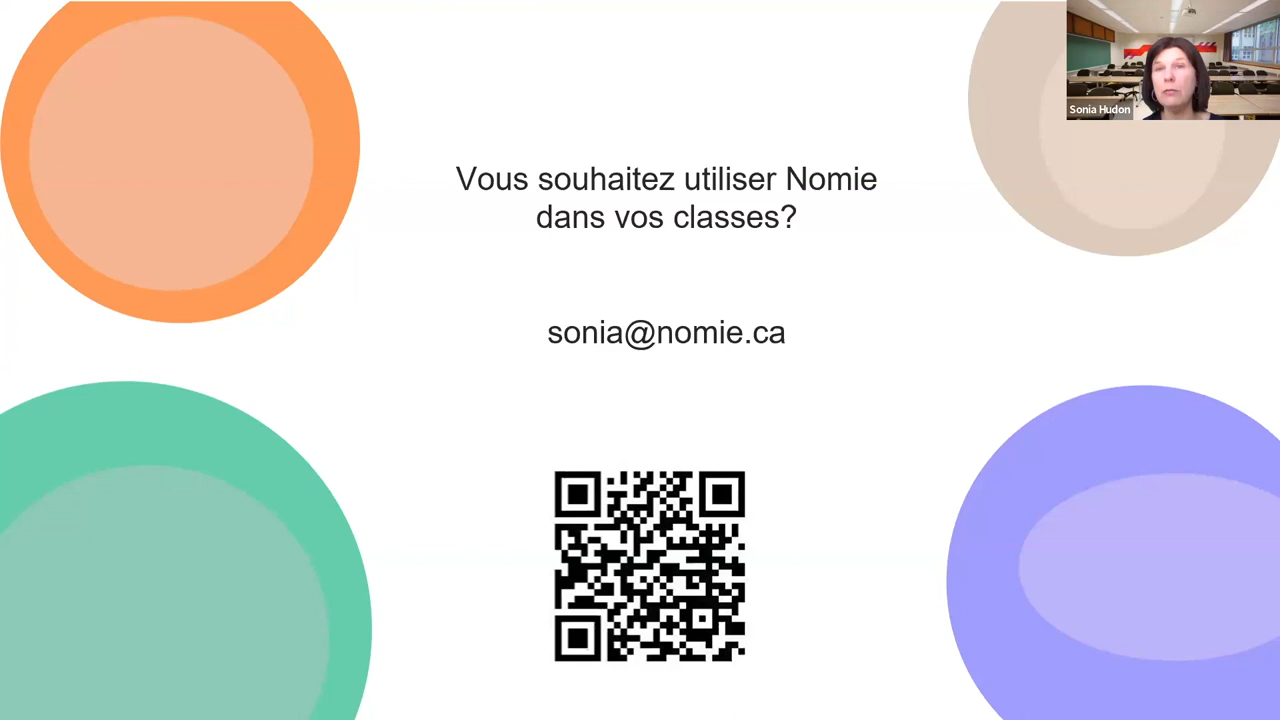 Sonia Hudon
Vous souhaitez utiliser Nomie
dans vos classes?
sonia@nomie.ca